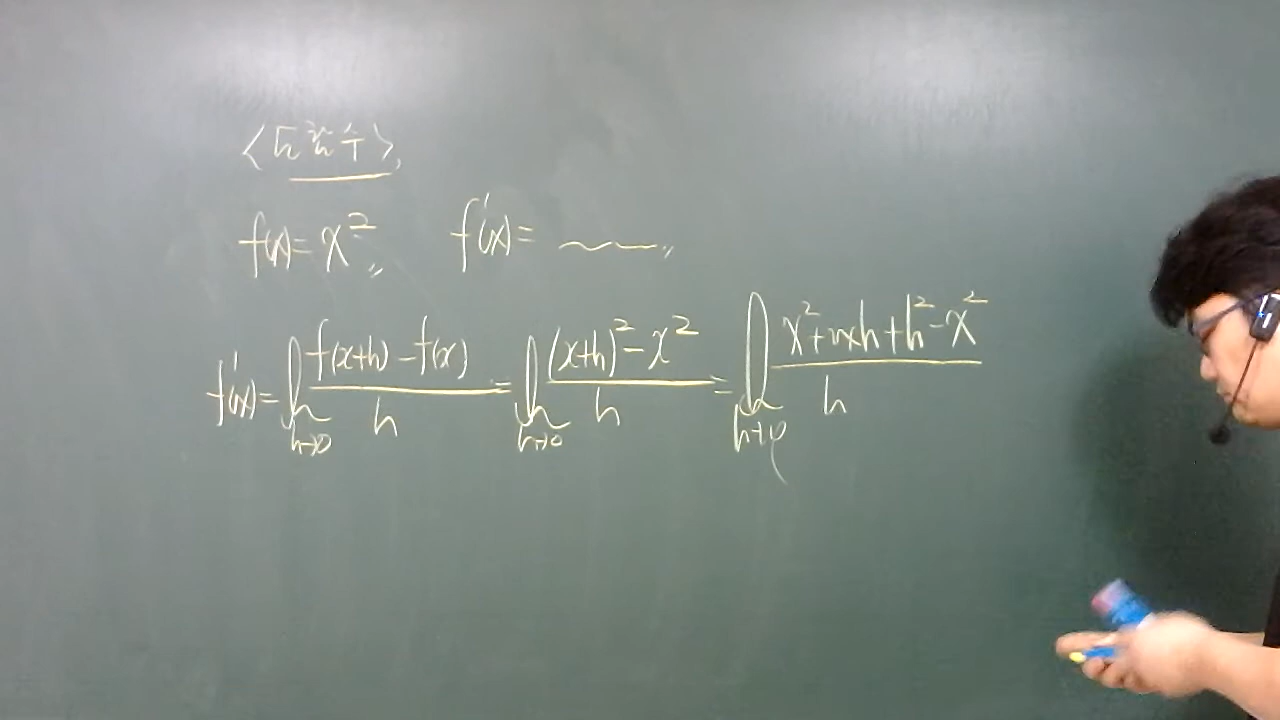 <도함수>
f(x)=x² f'(x)=
f'(x)= lim h→0 f(x+h)-f(x) / h = lim h→0 (x+h)²-x² / h = lim h→0 x²+2xh+h²-x² / h